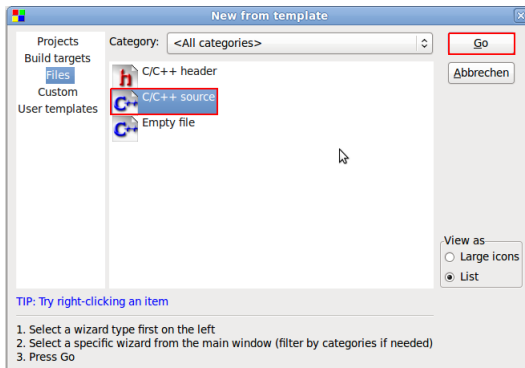 New from template
Projects
Build targets
Files
Custom
User templates
Category: <All categories>
C/C++ header
C/C++ source
Empty file
Go
Abbrechen
View as
Large icons
List
TIP: Try right-clicking an item
1. Select a wizard type first on the left
2. Select a specific wizard from the main window (filter by categories if needed)
3. Press Go